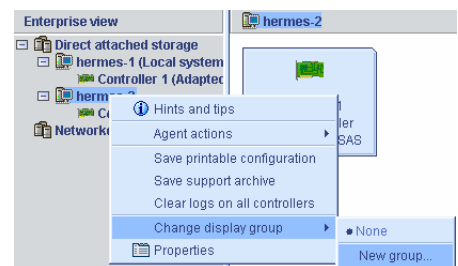 Enterprise view
hermes-2
Direct attached storage
hermes-1 (Local system
Controller 1 (Adaptec
Hints and tips
Agent actions
Save printable configuration
Save support archive
Clear logs on all controllers
Change display group
None
Properties
New group...
SAS